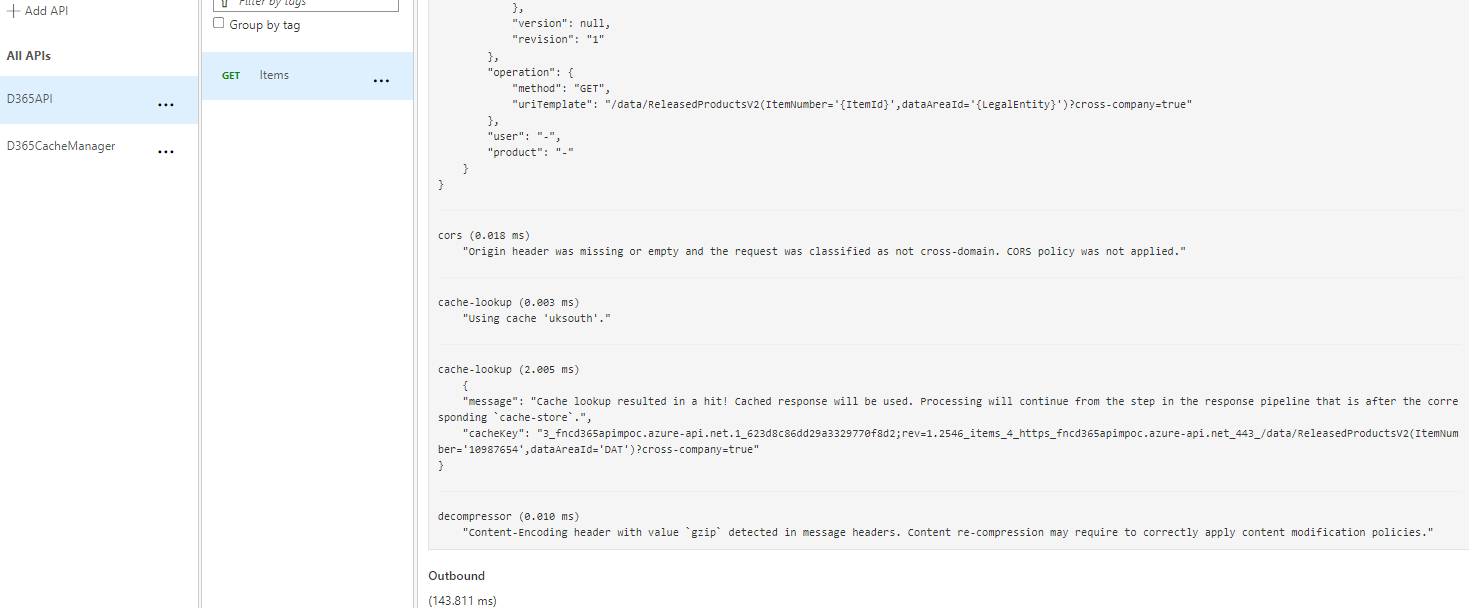 Add API
All APIs
D365API
...
D365CacheManager
...
Filter by tags
Group by tag
GET Items ...
},
"version": null,
"revision": "1"
},
"operation": {
"method": "GET",
"uriTemplate": "/data/ReleasedProductsV2(ItemNumber='{ItemId}',dataAreaId='{LegalEntity}')?cross-company=true"
},
"user": "-",
"product": "-"
}
}
cors (0.018 ms)
"Origin header was missing or empty and the request was classified as not cross-domain. CORS policy was not applied."
cache-lookup (0.003 ms)
"Using cache 'uksouth'."
cache-lookup (2.005 ms)
{
"message": "Cache lookup resulted in a hit! Cached response will be used. Processing will continue from the step in the response pipeline that is after the corre
sponding `cache-store`.",
"cacheKey": "3_fncd365apimpoc.azure-api.net.1_623d8c86dd29a3329770f8d2;rev=1.2546_items_4_https_fncd365apimpoc.azure-api.net_443_/data/ReleasedProductsV2(ItemNum
ber='10987654',dataAreaId='DAT')?cross-company=true"
}
decompressor (0.010 ms)
"Content-Encoding header with value `gzip` detected in message headers. Content re-compression may require to correctly apply content modification policies."
Outbound
(143.811 ms)